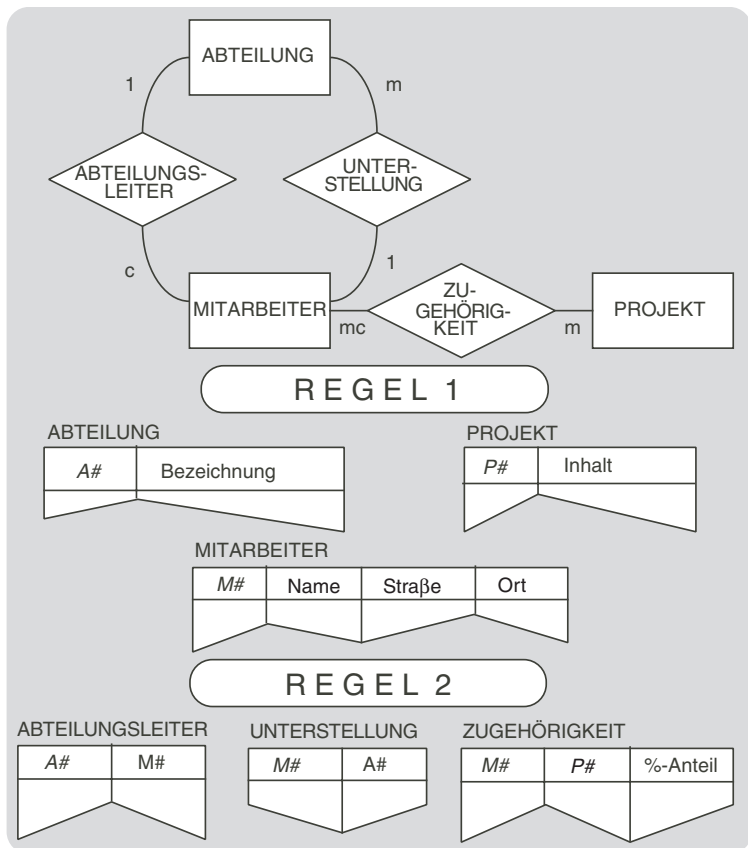 ABTEILUNG
1
m
ABTEILUNGS-
LEITER
UNTER-
STELLUNG
c
1
MITARBEITER
mc
ZU-
GEHÖRIG-
KEIT
m
PROJEKT
REGEL 1
ABTEILUNG
A# Bezeichnung
PROJEKT
P# Inhalt
MITARBEITER
M# Name Straβe Ort
REGEL 2
ABTEILUNGSLEITER
A# M#
UNTERSTELLUNG
M# A#
ZUGEHÖRIGKEIT
M# P# %-Anteil